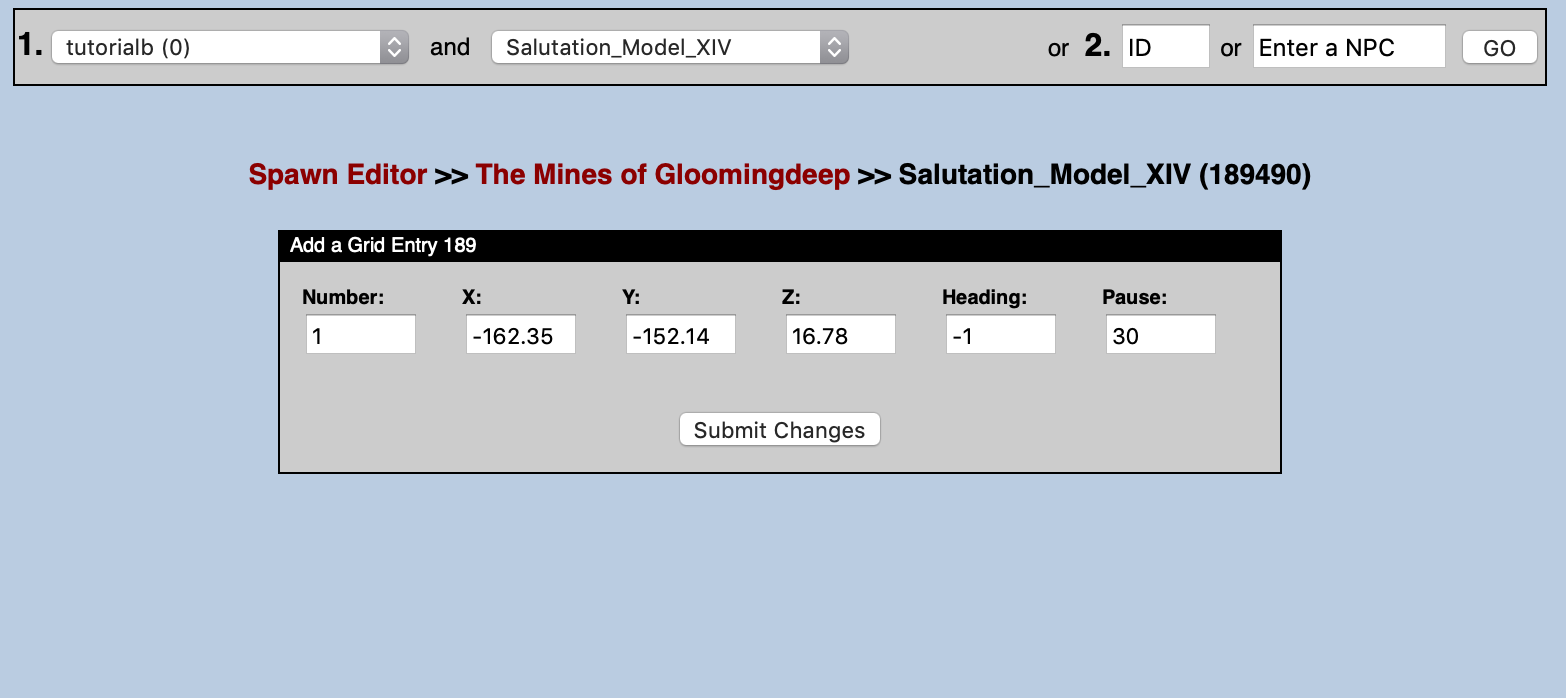 1. tutorialb (0) and Salutation_Model_XIV or 2. ID or Enter a NPC GO
Spawn Editor >> The Mines of Gloomingdeep >> Salutation_Model_XIV (189490)
Add a Grid Entry 189
Number: X: Y: Z: Heading: Pause:
1 -162.35 -152.14 16.78 -1 30
Submit Changes